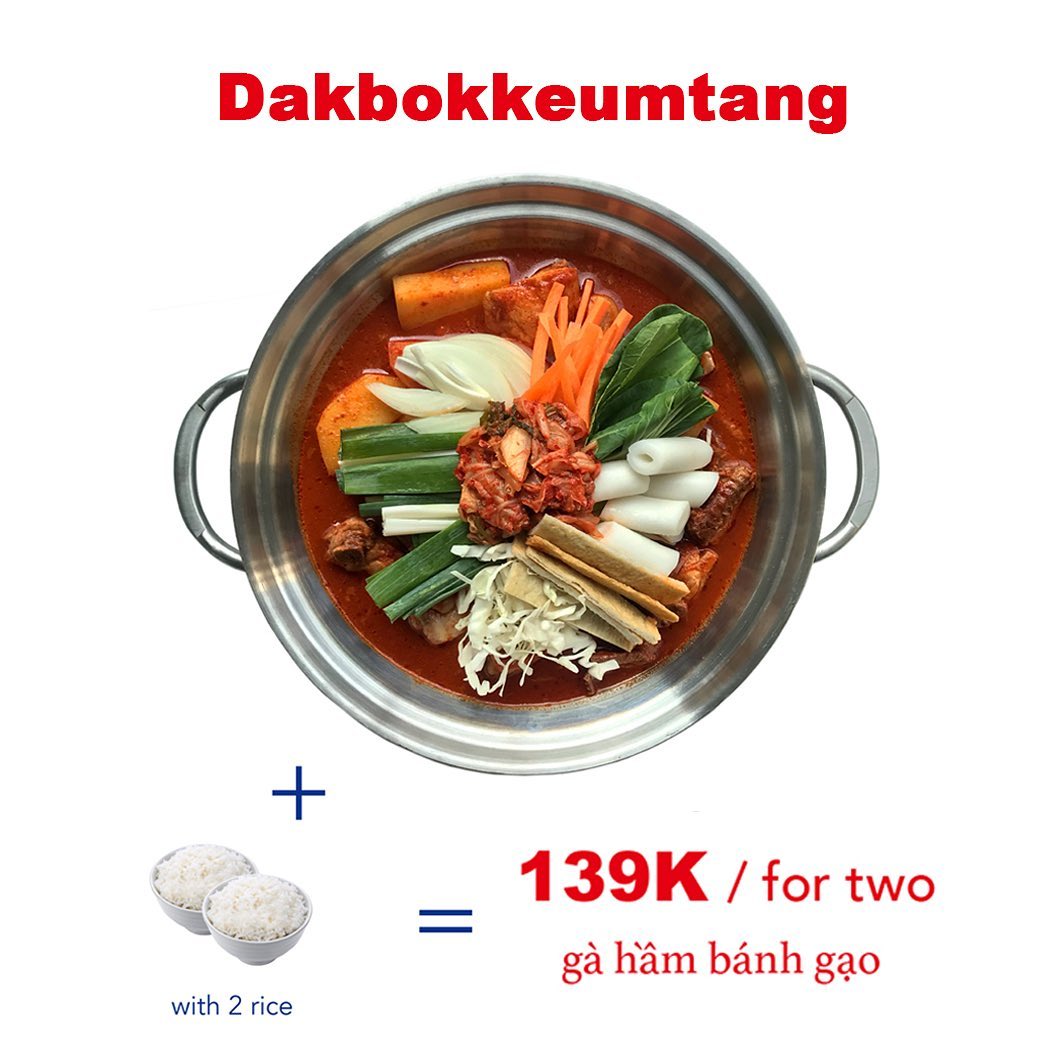 Dakbokkeumtang
+
=
139K / for two
gà hầm bánh gạo
with 2 rice